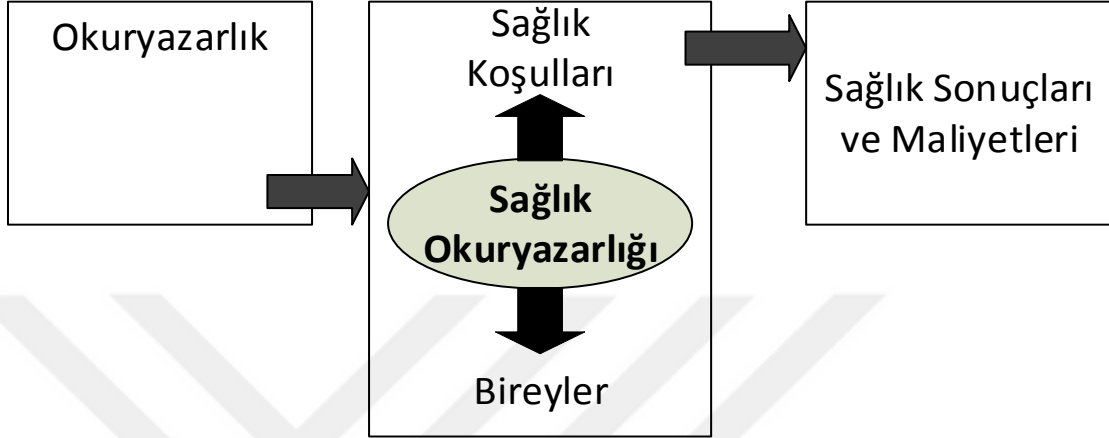 Okuryazarlık
Sağlık
Koşulları
Sağlık
Okuryazarlığı
Bireyler
Sağlık Sonuçları
ve Maliyetleri